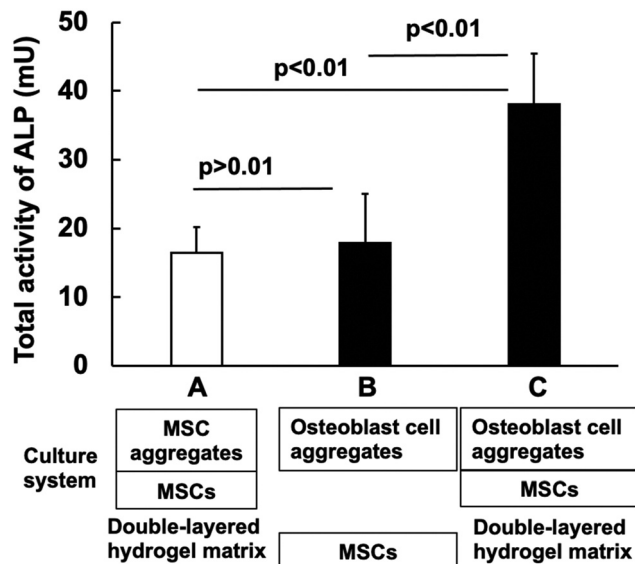 Total activity of ALP (mU)
50
40
30
20
10
0
p<0.01
p<0.01
p>0.01
A
B
C
Culture
system
MSC
aggregates
MSCs
Double-layered
hydrogel matrix
Osteoblast cell
aggregates
MSCs
Osteoblast cell
aggregates
MSCs
Double-layered
hydrogel matrix